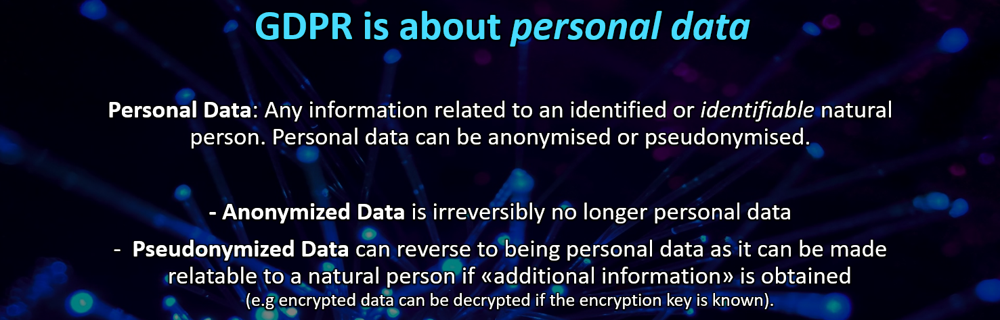 GDPR is about personal data
Personal Data: Any information related to an identified or identifiable natural
person. Personal data can be anonymised or pseudonymised.
- Anonymized Data is irreversibly no longer personal data
- Pseudonymized Data can reverse to being personal data as it can be made
relatable to a natural person if «additional information» is obtained
(e.g encrypted data can be decrypted if the encryption key is known).